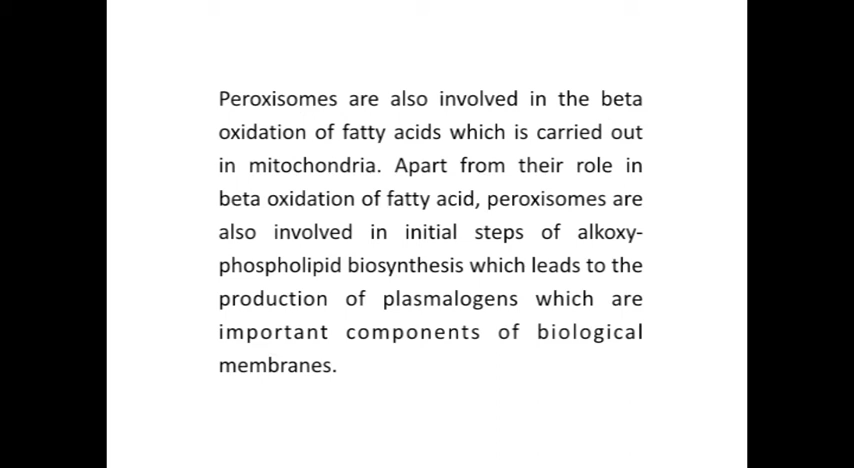 Peroxisomes are also involved in the beta
oxidation of fatty acids which is carried out
in mitochondria. Apart from their role in
beta oxidation of fatty acid, peroxisomes are
also involved in initial steps of alkoxy-
phospholipid biosynthesis which leads to the
production of plasmalogens which are
important components of biological
membranes.